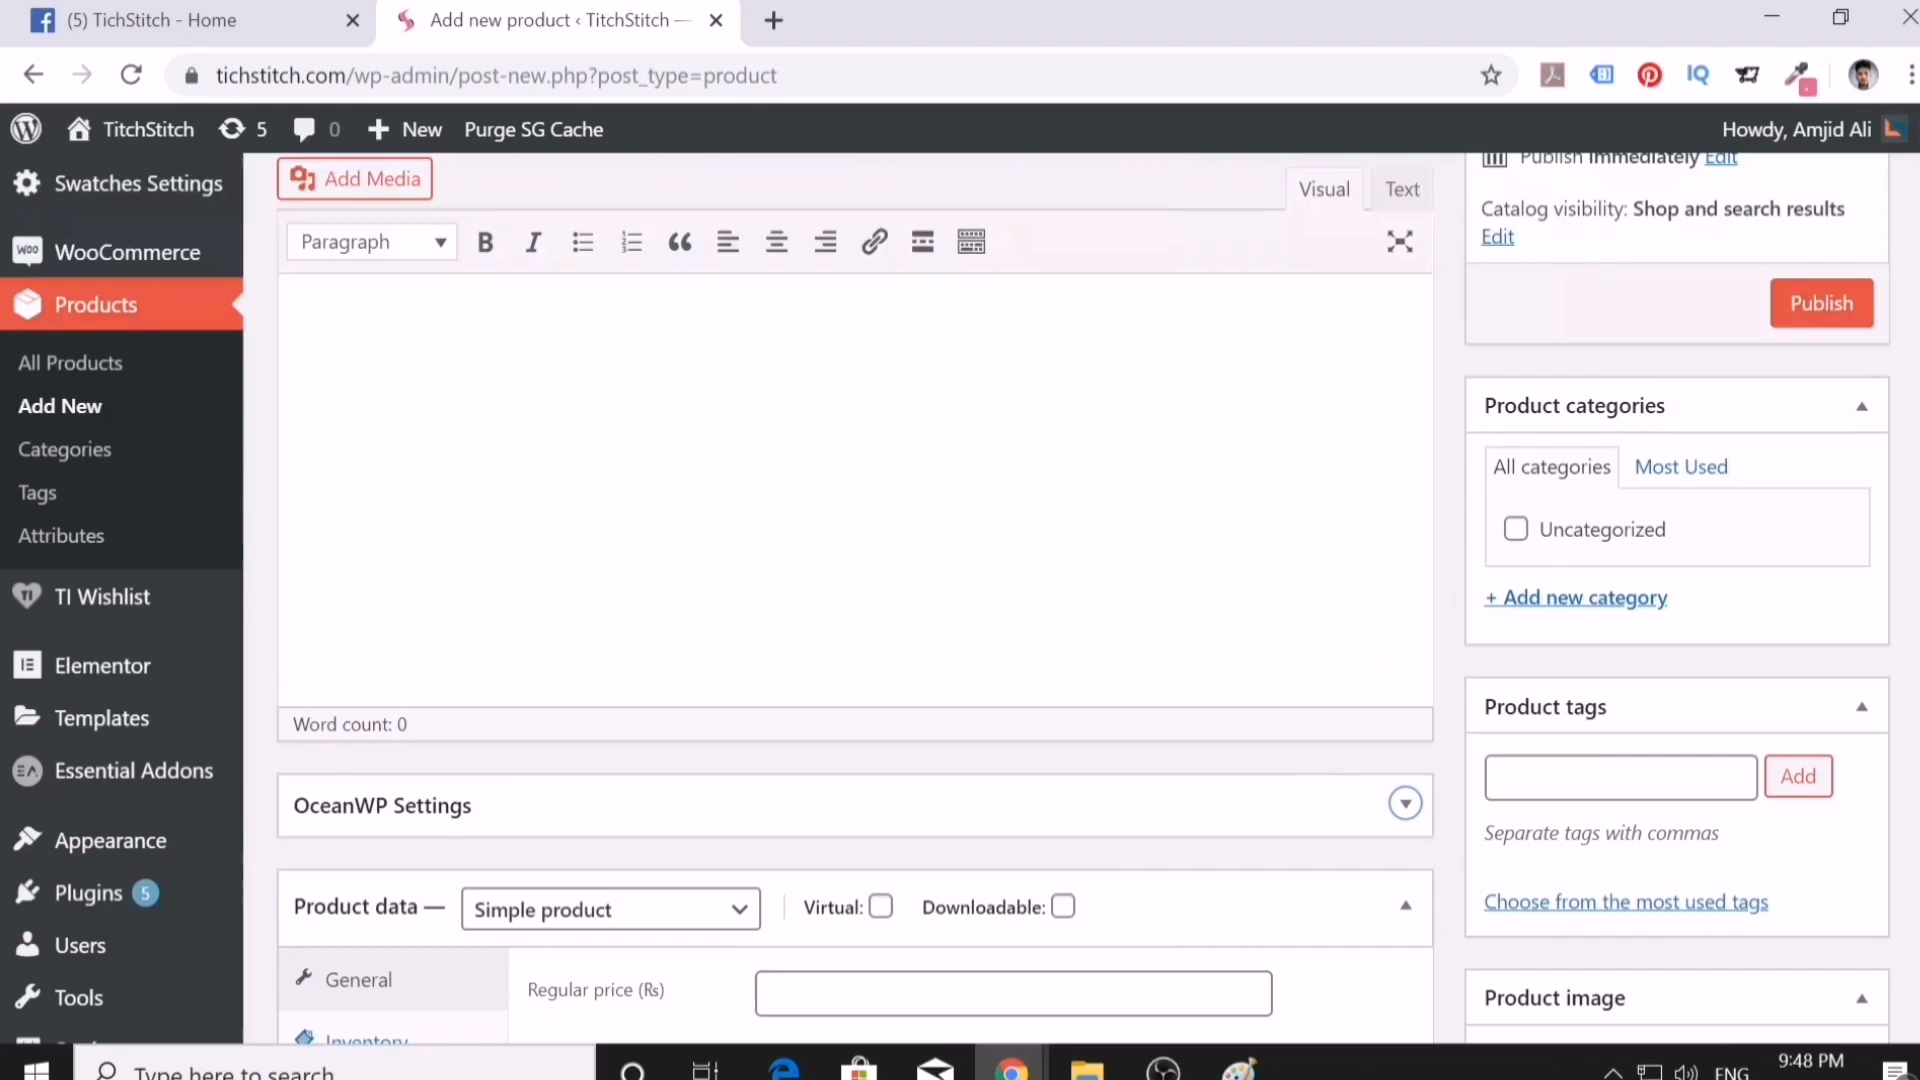 (5) TichStitch - Home
Add new product ‹ TitchStitch —
tichstitch.com/wp-admin/post-new.php?post_type=product
TitchStitch
5
0
New
Purge SG Cache
Howdy, Amjid Ali
Swatches Settings
WooCommerce
Products
All Products
Add New
Categories
Tags
Attributes
TI Wishlist
Elementor
Templates
Essential Addons
Appearance
Plugins 5
Users
Tools
Add Media
Visual
Text
Paragraph
Word count: 0
OceanWP Settings
Product data —
Simple product
Virtual:
Downloadable:
General
Regular price (₨)
Inventory
Publish Immediately Edit
Catalog visibility: Shop and search results
Edit
Publish
Product categories
All categories
Most Used
Uncategorized
+ Add new category
Product tags
Add
Separate tags with commas
Choose from the most used tags
Product image
Type here to search
ENG
9:48 PM